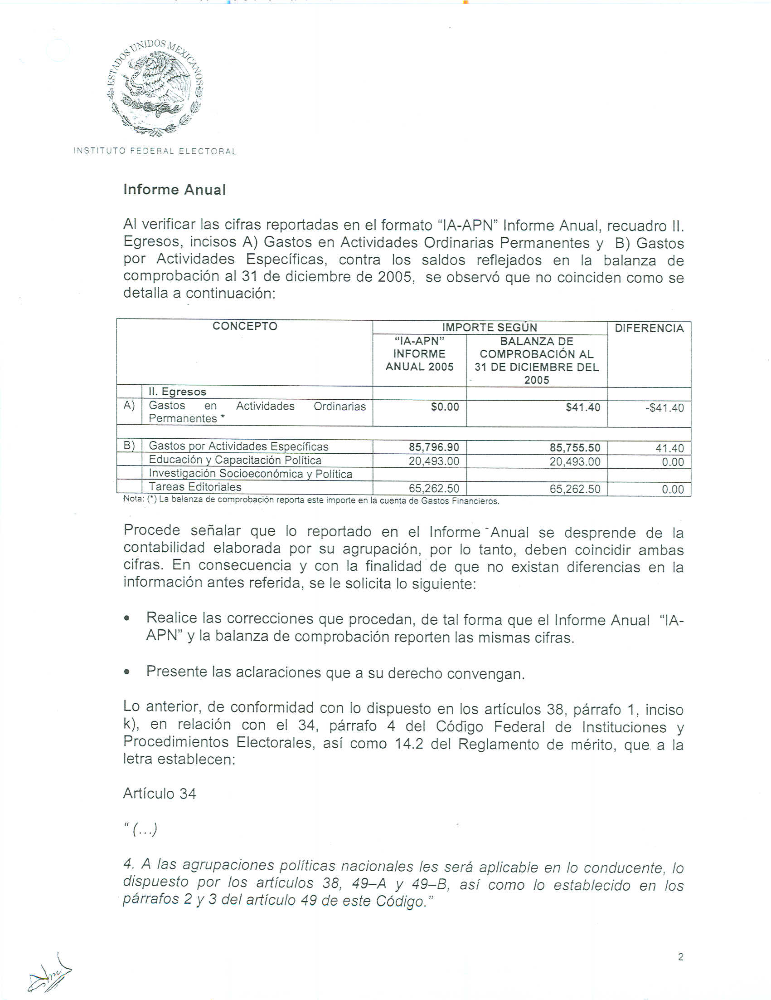 ESTADOS UNIDOS MEXICANOS
INSTITUTO FEDERAL ELECTORAL
Informe Anual
Al verificar las cifras reportadas en el formato “IA-APN” Informe Anual, recuadro II.
Egresos, incisos A) Gastos en Actividades Ordinarias Permanentes y B) Gastos
por Actividades Específicas, contra los saldos reflejados en la balanza de
comprobación al 31 de diciembre de 2005, se observó que no coinciden como se
detalla a continuación:
CONCEPTO IMPORTE SEGÚN DIFERENCIA
“IA-APN” BALANZA DE
INFORME COMPROBACIÓN AL
ANUAL 2005 31 DE DICIEMBRE DEL
2005
II. Egresos
A) Gastos en Actividades Ordinarias $0.00 $41.40 -$41.40
Permanentes *
B) Gastos por Actividades Específicas 85,796.90 85,755.50 41.40
Educación y Capacitación Política 20,493.00 20,493.00 0.00
Investigación Socioeconómica y Política
Tareas Editoriales 65,262.50 65,262.50 0.00
Nota: (*) La balanza de comprobación reporta este importe en la cuenta de Gastos Financieros.
Procede señalar que lo reportado en el Informe Anual se desprende de la
contabilidad elaborada por su agrupación, por lo tanto, deben coincidir ambas
cifras. En consecuencia y con la finalidad de que no existan diferencias en la
información antes referida, se le solicita lo siguiente:
• Realice las correcciones que procedan, de tal forma que el Informe Anual “IA-
APN” y la balanza de comprobación reporten las mismas cifras.
• Presente las aclaraciones que a su derecho convengan.
Lo anterior, de conformidad con lo dispuesto en los artículos 38, párrafo 1, inciso
k), en relación con el 34, párrafo 4 del Código Federal de Instituciones y
Procedimientos Electorales, así como 14.2 del Reglamento de mérito, que a la
letra establecen:
Artículo 34
“ (...)
4. A las agrupaciones políticas nacionales les será aplicable en lo conducente, lo
dispuesto por los artículos 38, 49–A y 49–B, así como lo establecido en los
párrafos 2 y 3 del artículo 49 de este Código.”
2